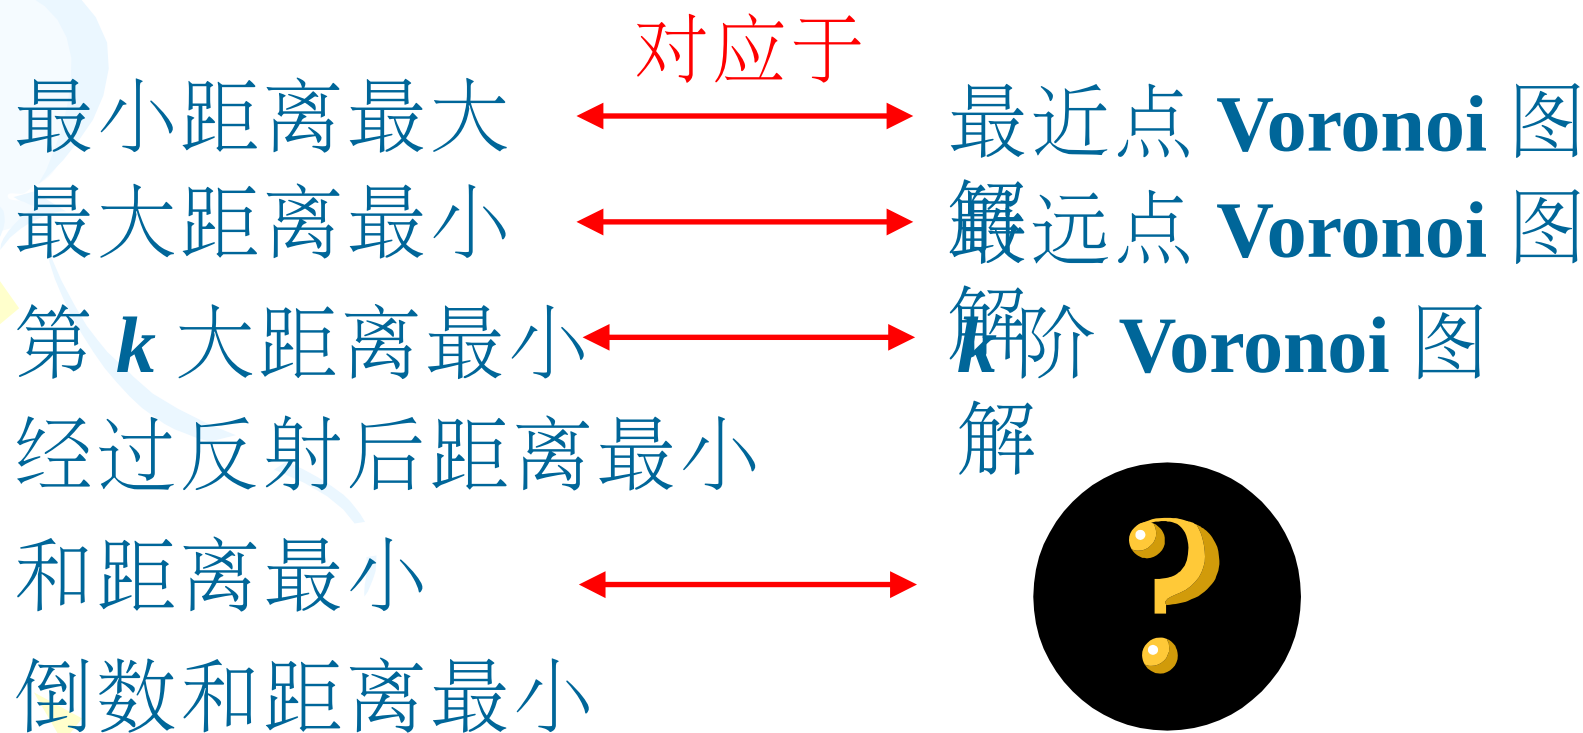 对应于
最小距离最大
最近点 Voronoi 图
解
最大距离最小
最远点 Voronoi 图
解
第 k 大距离最小
k 阶 Voronoi 图
解
经过反射后距离最小
和距离最小
?
倒数和距离最小